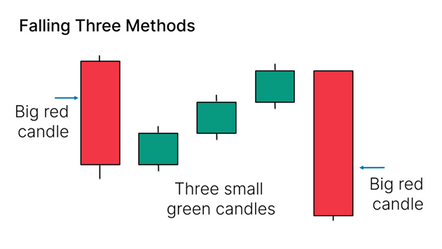 Falling Three Methods
Big red
candle
Three small
green candles
Big red
candle